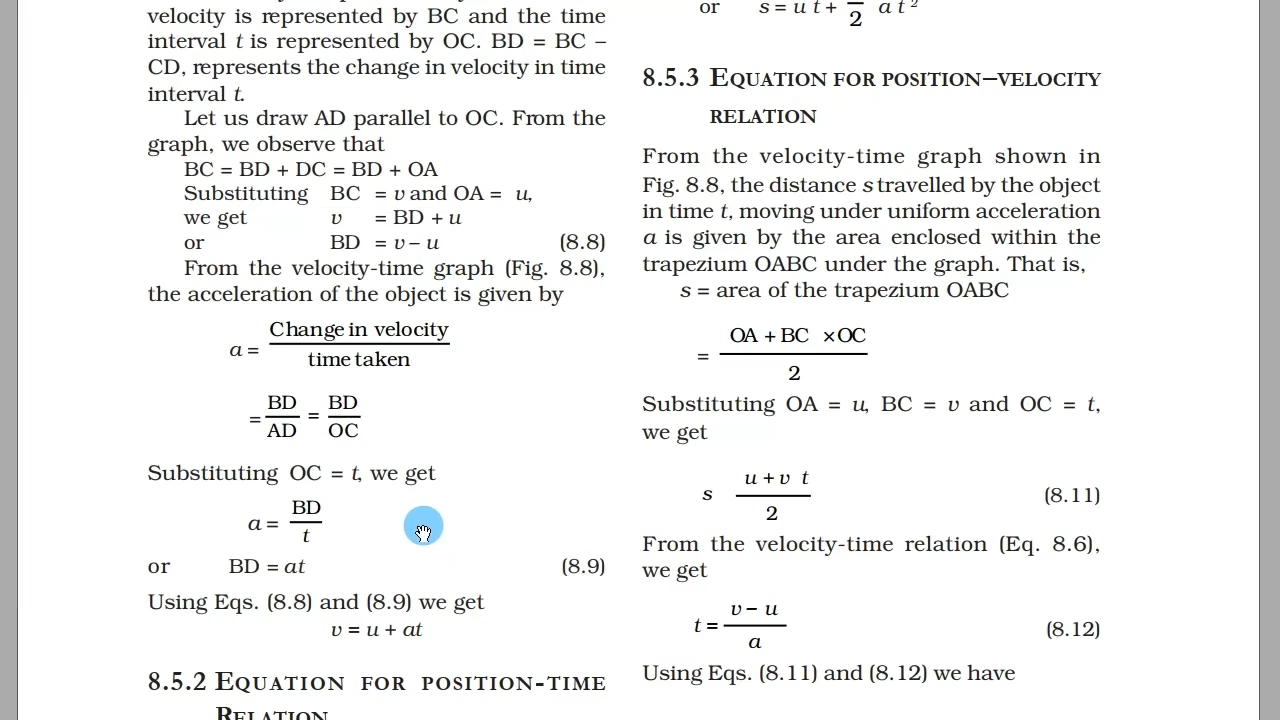 velocity is represented by BC and the time
interval t is represented by OC. BD = BC –
CD, represents the change in velocity in time
interval t.
Let us draw AD parallel to OC. From the
graph, we observe that
BC = BD + DC = BD + OA
Substituting BC = v and OA = u,
we get v = BD + u
or BD = v – u (8.8)
From the velocity-time graph (Fig. 8.8),
the acceleration of the object is given by
Change in velocity
a =
time taken
BD BD
= =
AD OC
Substituting OC = t, we get
BD
a =
t
or BD = at (8.9)
Using Eqs. (8.8) and (8.9) we get
v = u + at
8.5.2 EQUATION FOR POSITION-TIME
RELATION
or s = u t + — a t²
2
8.5.3 EQUATION FOR POSITION–VELOCITY
RELATION
From the velocity-time graph shown in
Fig. 8.8, the distance s travelled by the object
in time t, moving under uniform acceleration
a is given by the area enclosed within the
trapezium OABC under the graph. That is,
s = area of the trapezium OABC
OA + BC ×OC
=
2
Substituting OA = u, BC = v and OC = t,
we get
u + v t
s (8.11)
2
From the velocity-time relation (Eq. 8.6),
we get
v – u
t = (8.12)
a
Using Eqs. (8.11) and (8.12) we have